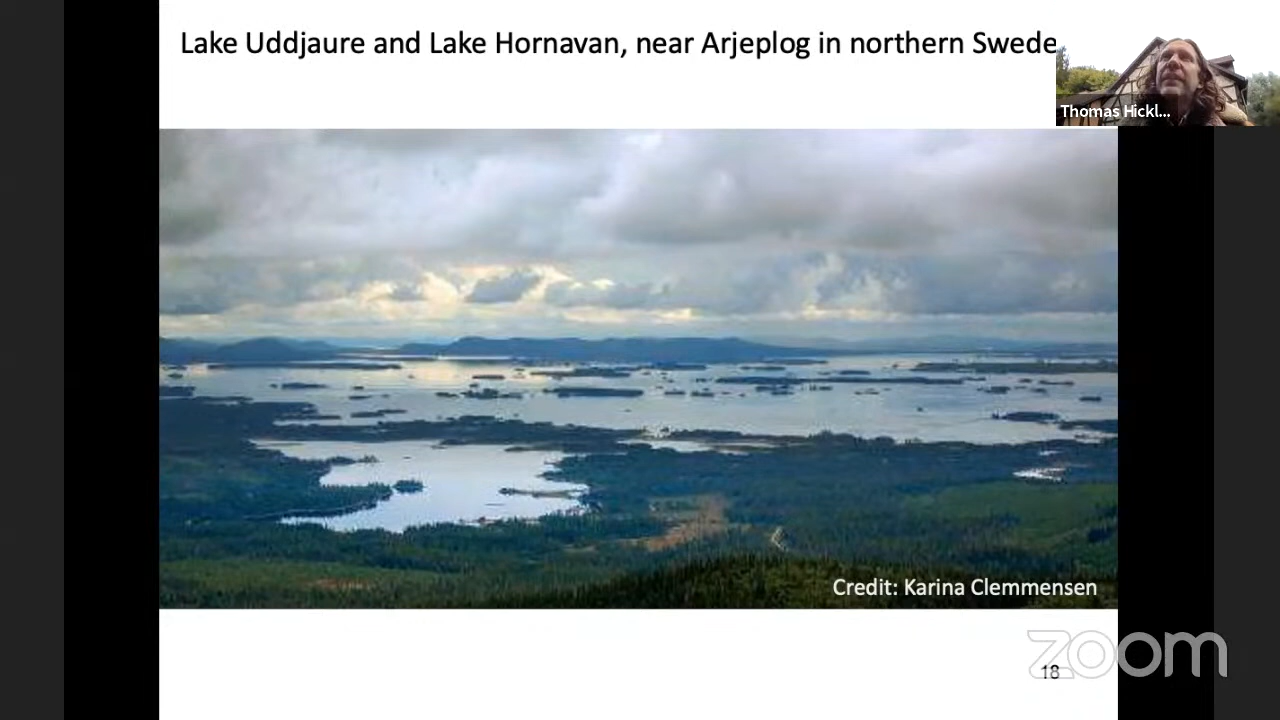 Lake Uddjaure and Lake Hornavan, near Arjeplog in northern Swede
Thomas Hickl...
Credit: Karina Clemmensen
zoom
18